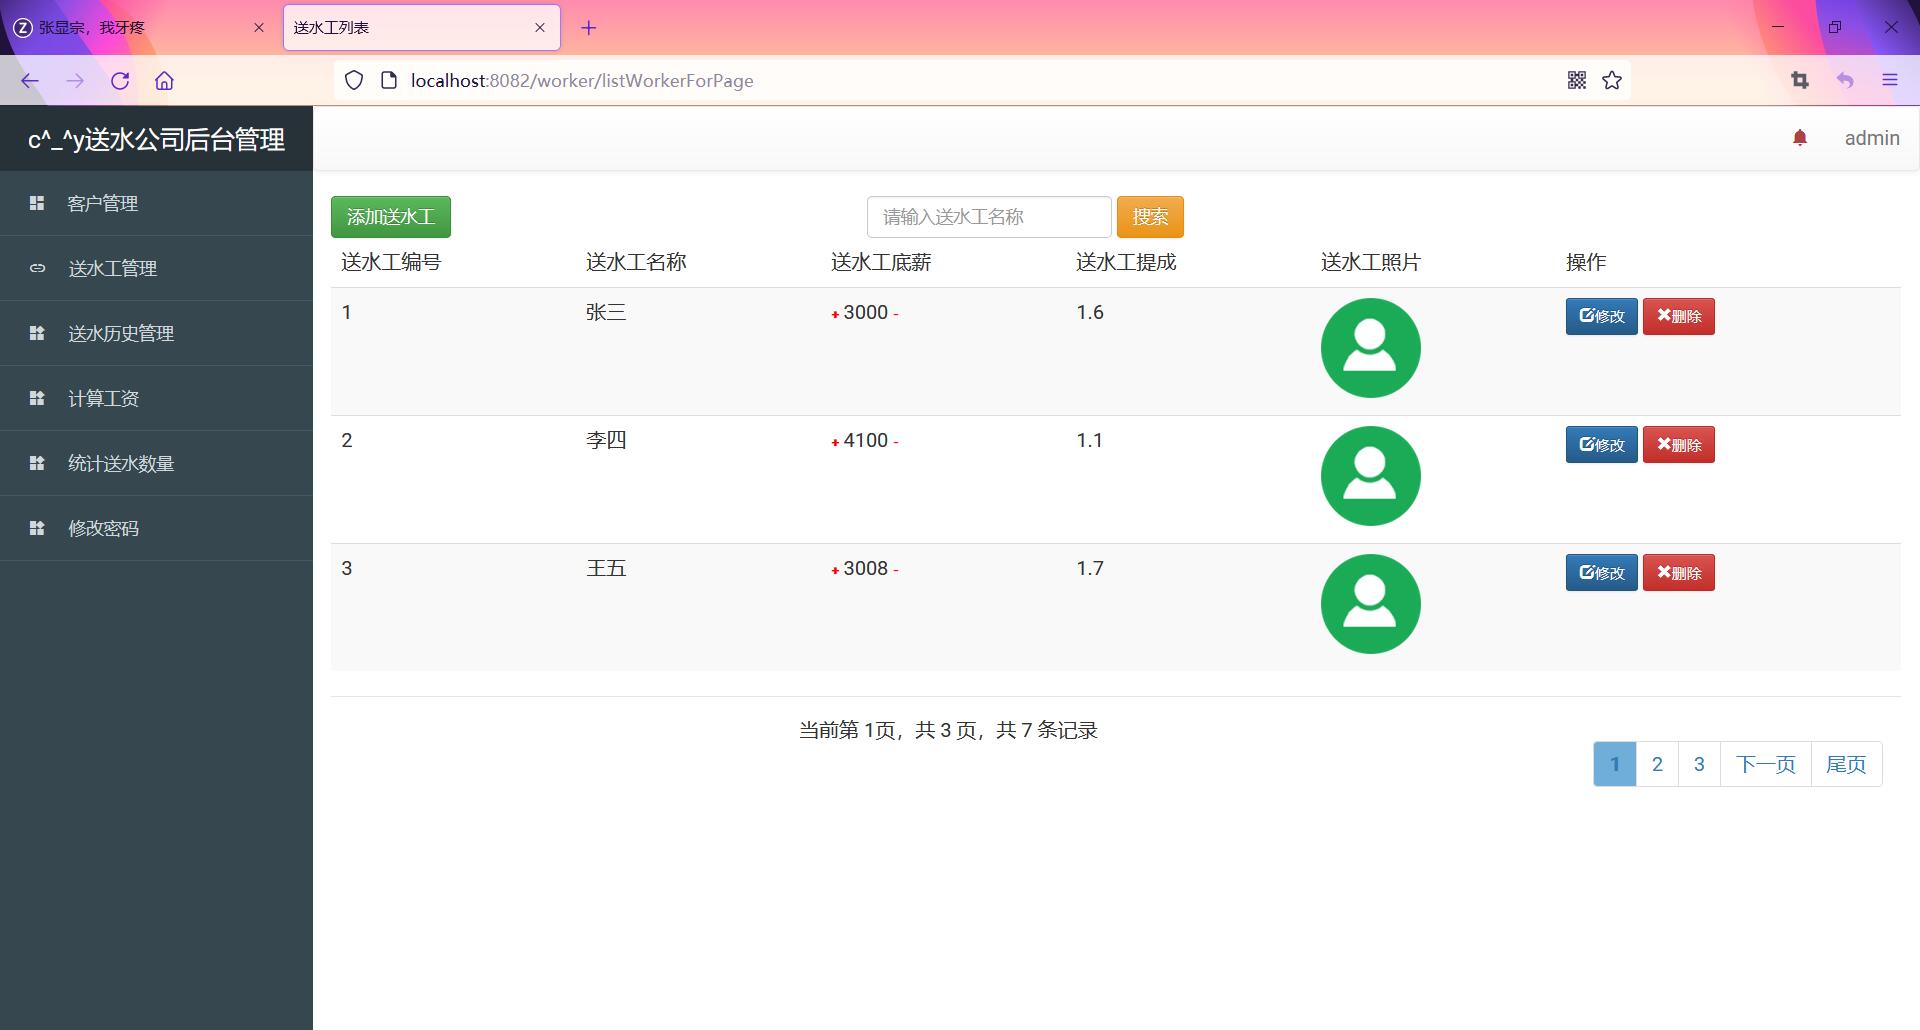 张显宗，我牙疼
送水工列表
localhost:8082/worker/listWorkerForPage
c^_^y送水公司后台管理
admin
客户管理
送水工管理
送水历史管理
计算工资
统计送水数量
修改密码
添加送水工
请输入送水工名称 搜索
送水工编号 送水工名称 送水工底薪 送水工提成 送水工照片 操作
1 张三 + 3000 - 1.6 修改 删除
2 李四 + 4100 - 1.1 修改 删除
3 王五 + 3008 - 1.7 修改 删除
当前第 1页，共 3 页，共 7 条记录
1 2 3 下一页 尾页